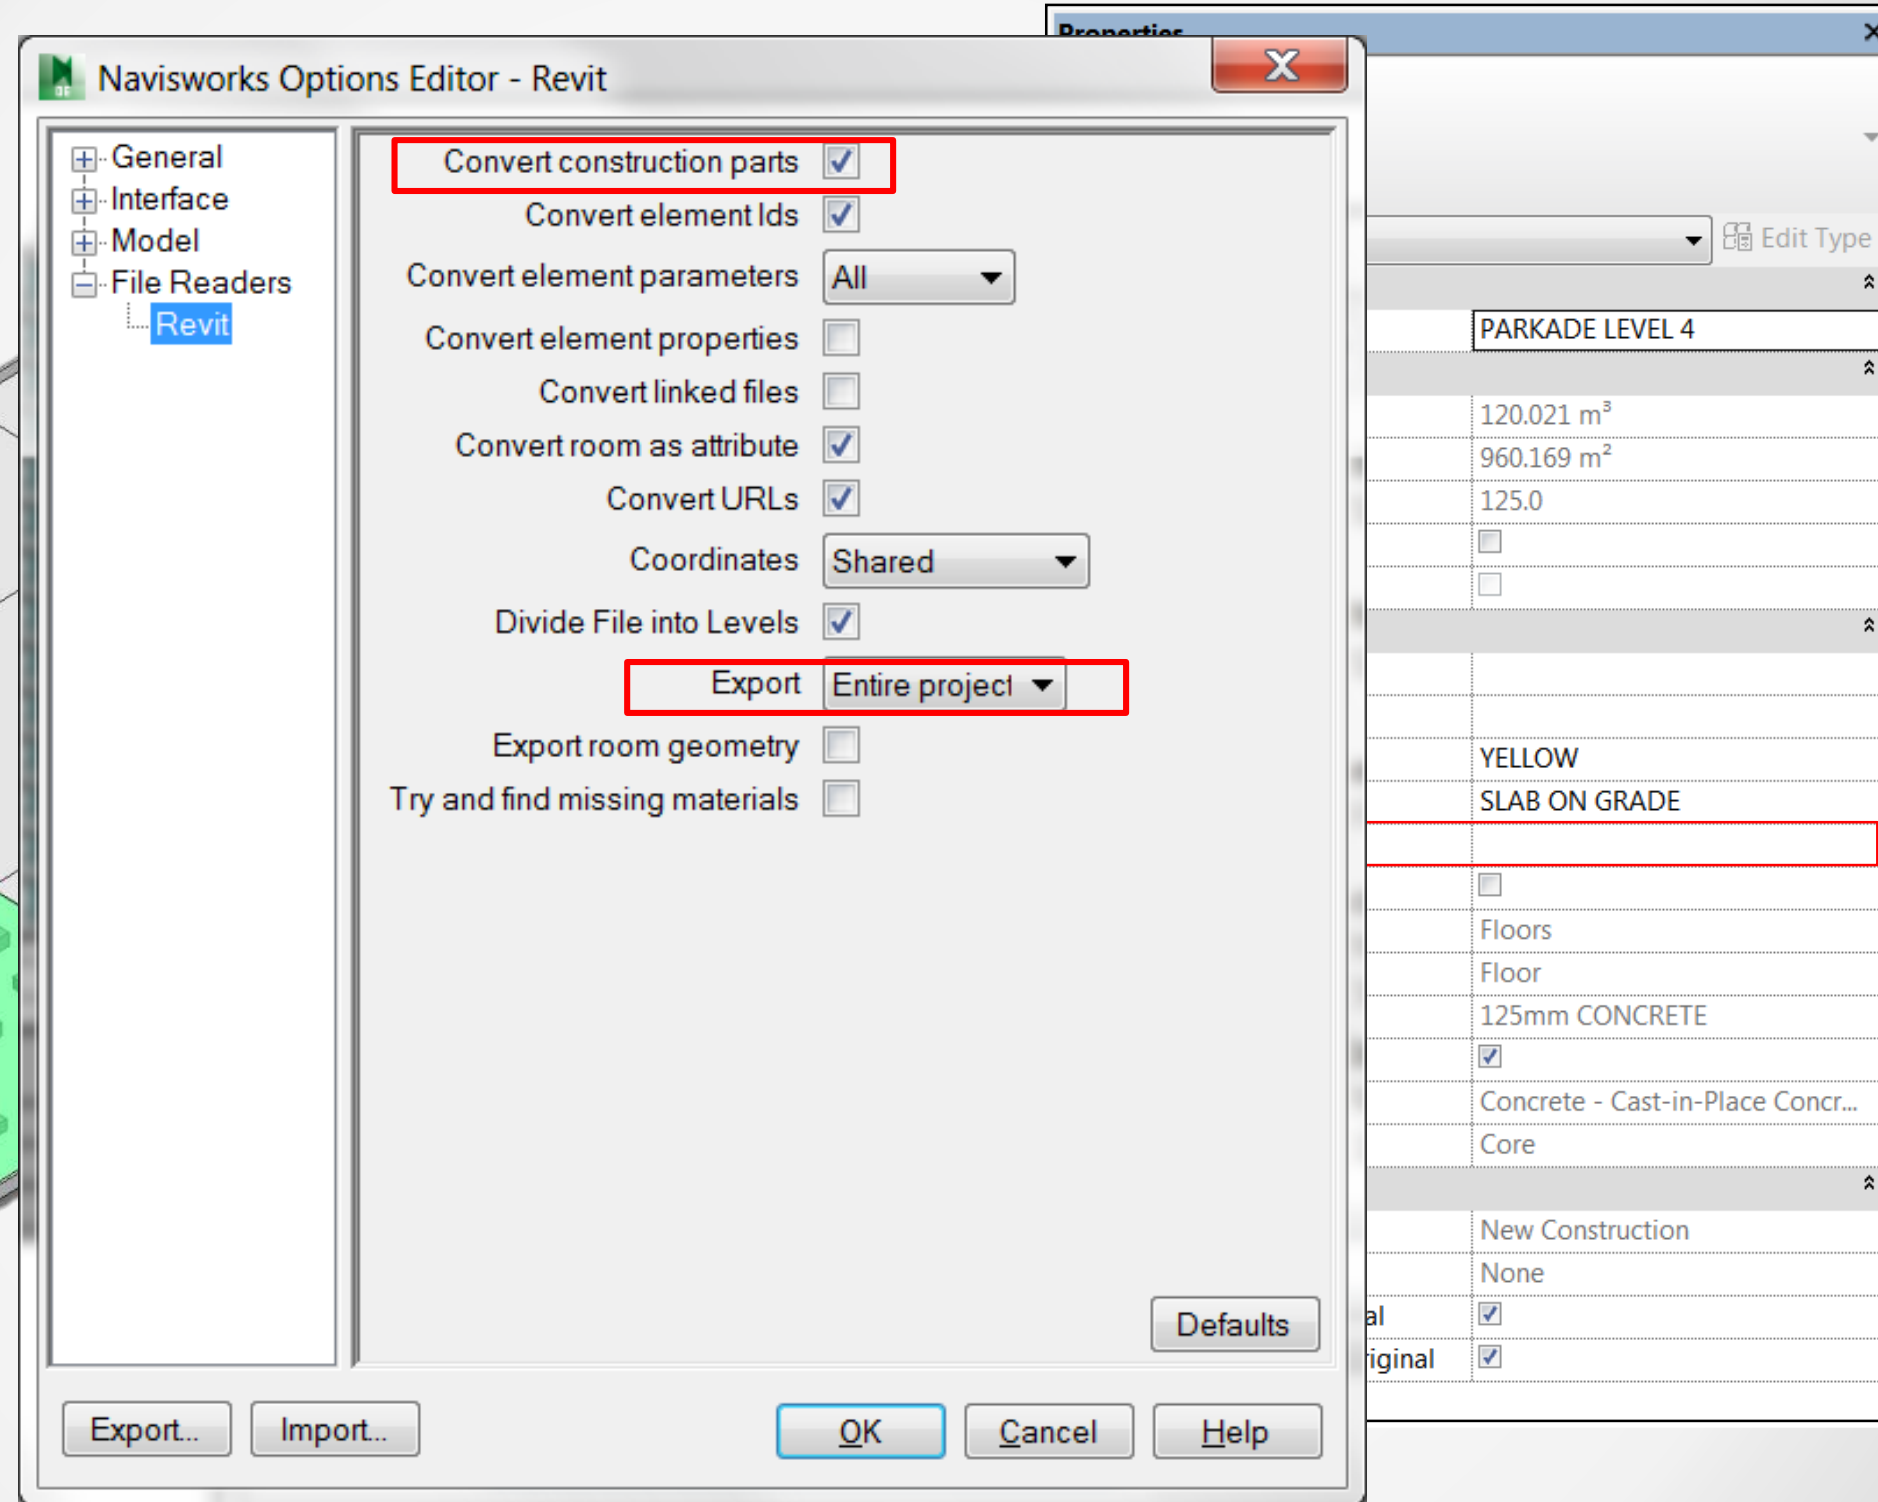 Properties
Navisworks Options Editor - Revit
General
Interface
Model
File Readers
Revit
Convert construction parts
Convert element Ids
Convert element parameters All
Convert element properties
Convert linked files
Convert room as attribute
Convert URLs
Coordinates Shared
Divide File into Levels
Export Entire project
Export room geometry
Try and find missing materials
Defaults
Export... Import... OK Cancel Help
Edit Type
PARKADE LEVEL 4
120.021 m³
960.169 m²
125.0
YELLOW
SLAB ON GRADE
Floors
Floor
125mm CONCRETE
Concrete - Cast-in-Place Concr...
Core
New Construction
None
al
riginal